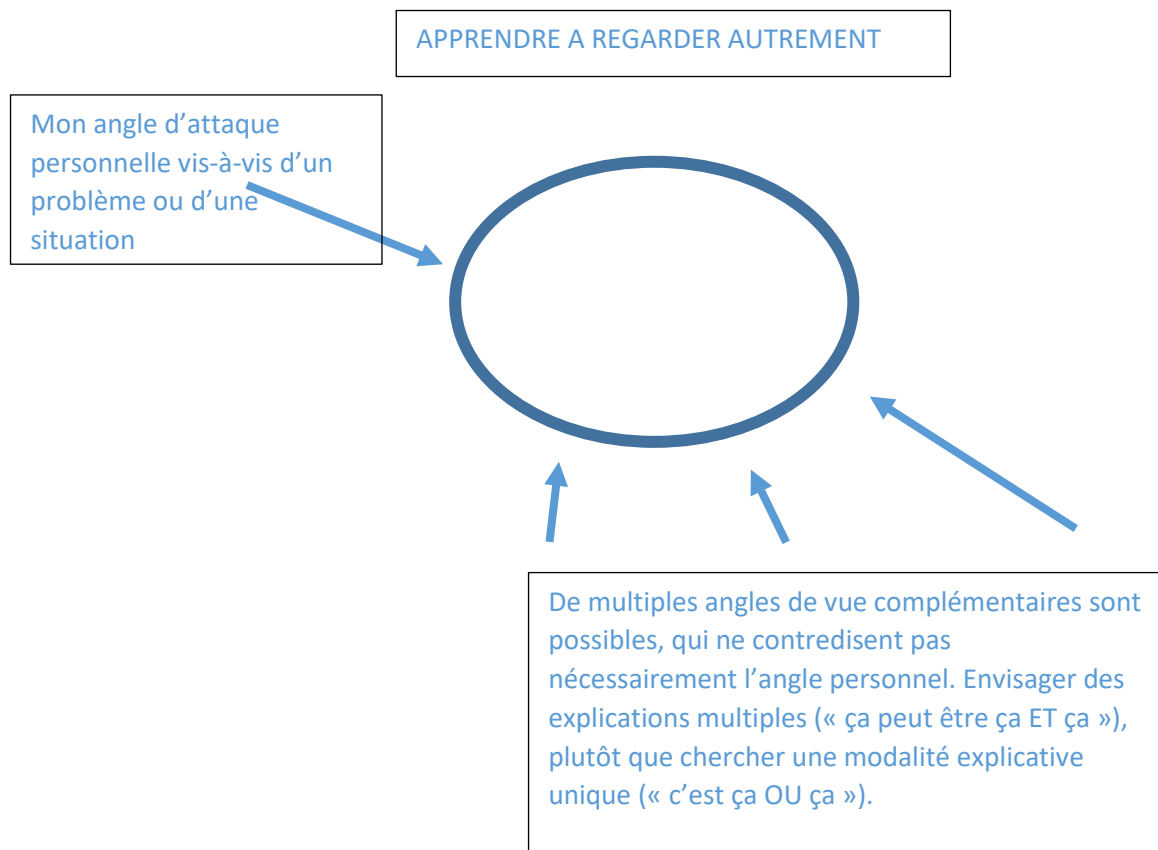 APPRENDRE A REGARDER AUTREMENT
Mon angle d’attaque
personnelle vis-à-vis d’un
problème ou d’une
situation
De multiples angles de vue complémentaires sont
possibles, qui ne contredisent pas
nécessairement l’angle personnel. Envisager des
explications multiples (« ça peut être ça ET ça »),
plutôt que chercher une modalité explicative
unique (« c’est ça OU ça »).